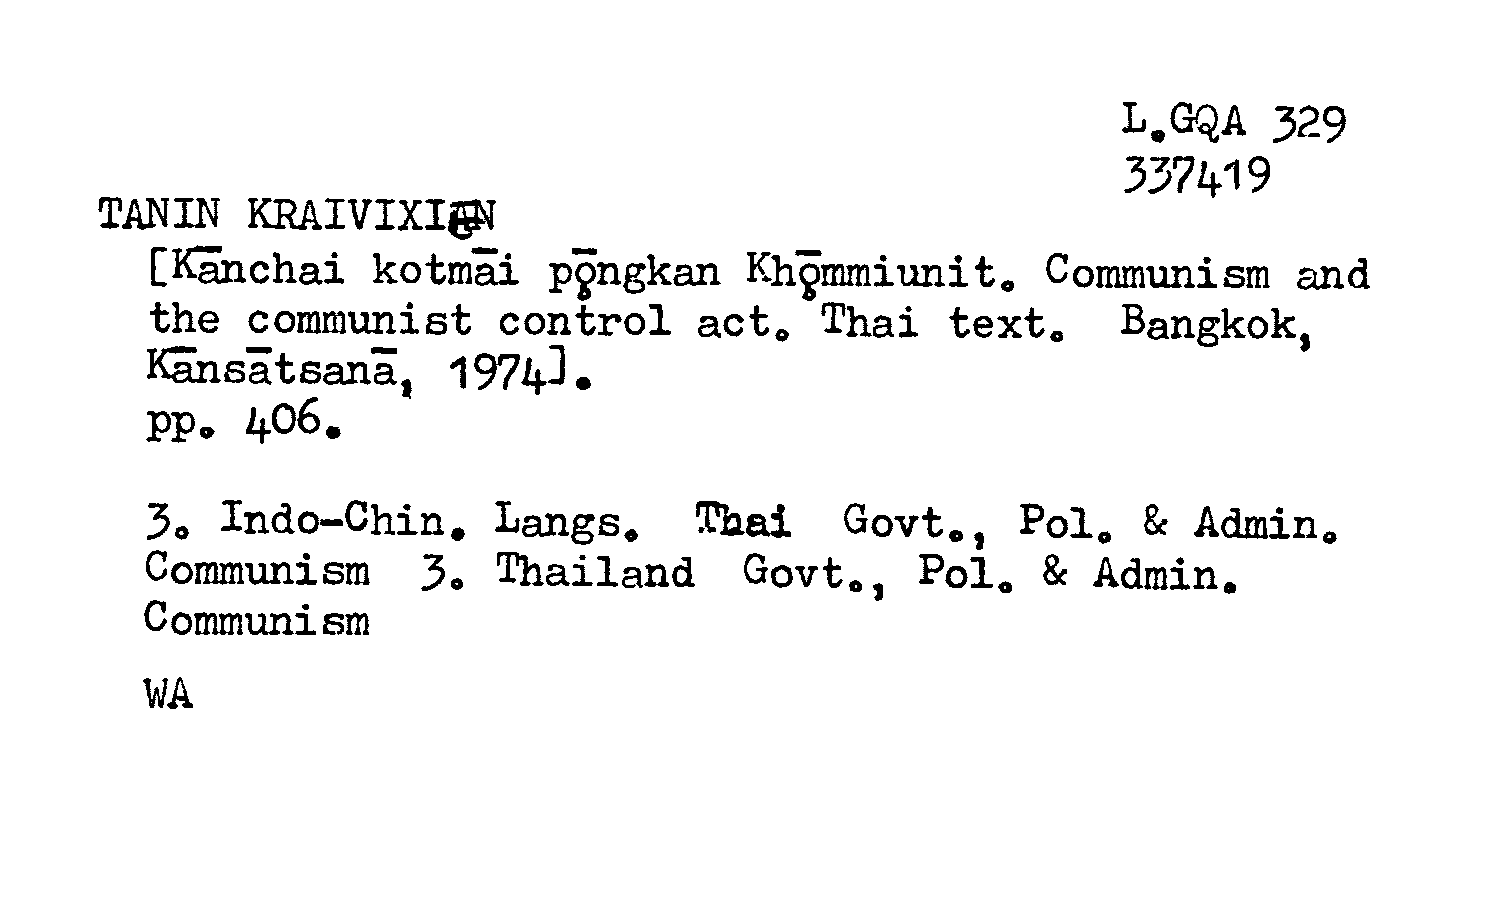 L.GQA 329
337419
TANIN KRAIVIXIAN
[Kānchai kotmāi pǭngkan Khǭmmiunit. Communism and
the communist control act. Thai text. Bangkok,
Kānsātsanā, 1974].
pp. 406.
3. Indo-Chin. Langs. Thai Govt., Pol. & Admin.
Communism 3. Thailand Govt., Pol. & Admin.
Communism
WA